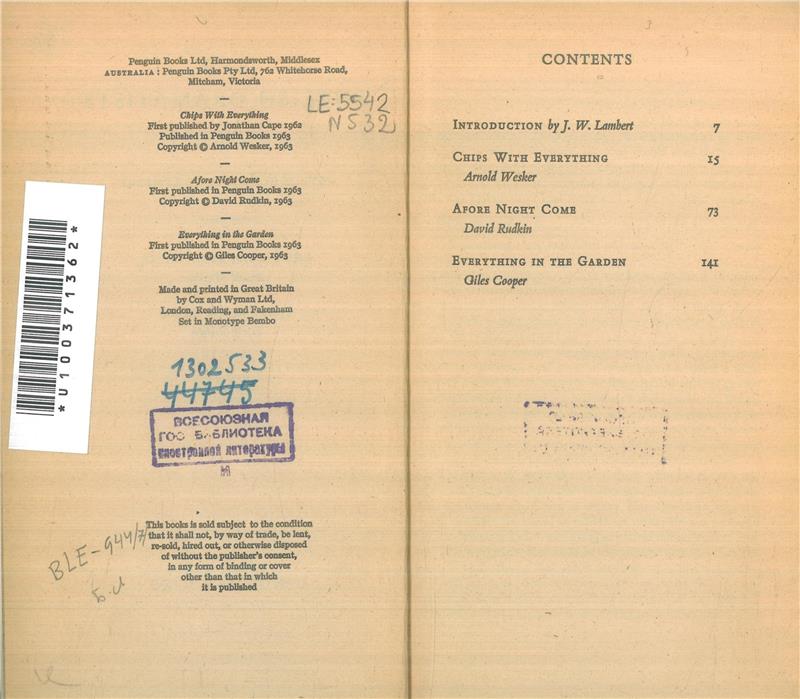 Penguin Books Ltd, Harmondsworth, Middlesex
AUSTRALIA: Penguin Books Pty Ltd, 762 Whitehorse Road,
Mitcham, Victoria
—
Chips With Everything
First published by Jonathan Cape 1962
Published in Penguin Books 1963
Copyright © Arnold Wesker, 1963
LE:5542
N 532
—
Afore Night Come
First published in Penguin Books 1963
Copyright © David Rudkin, 1963
—
Everything in the Garden
First published in Penguin Books 1963
Copyright © Giles Cooper, 1963
—
Made and printed in Great Britain
by Cox and Wyman Ltd,
London, Reading, and Fakenham
Set in Monotype Bembo
*U100371362*
1302533
44745
ВСЕСОЮЗНАЯ
ГОС БИБЛИОТЕКА
иностранной литературы
This books is sold subject to the condition
that it shall not, by way of trade, be lent,
re-sold, hired out, or otherwise disposed
of without the publisher's consent,
in any form of binding or cover
other than that in which
it is published
BLE-944/7
CONTENTS
INTRODUCTION by J. W. Lambert 7
CHIPS WITH EVERYTHING 15
Arnold Wesker
AFORE NIGHT COME 73
David Rudkin
EVERYTHING IN THE GARDEN 141
Giles Cooper